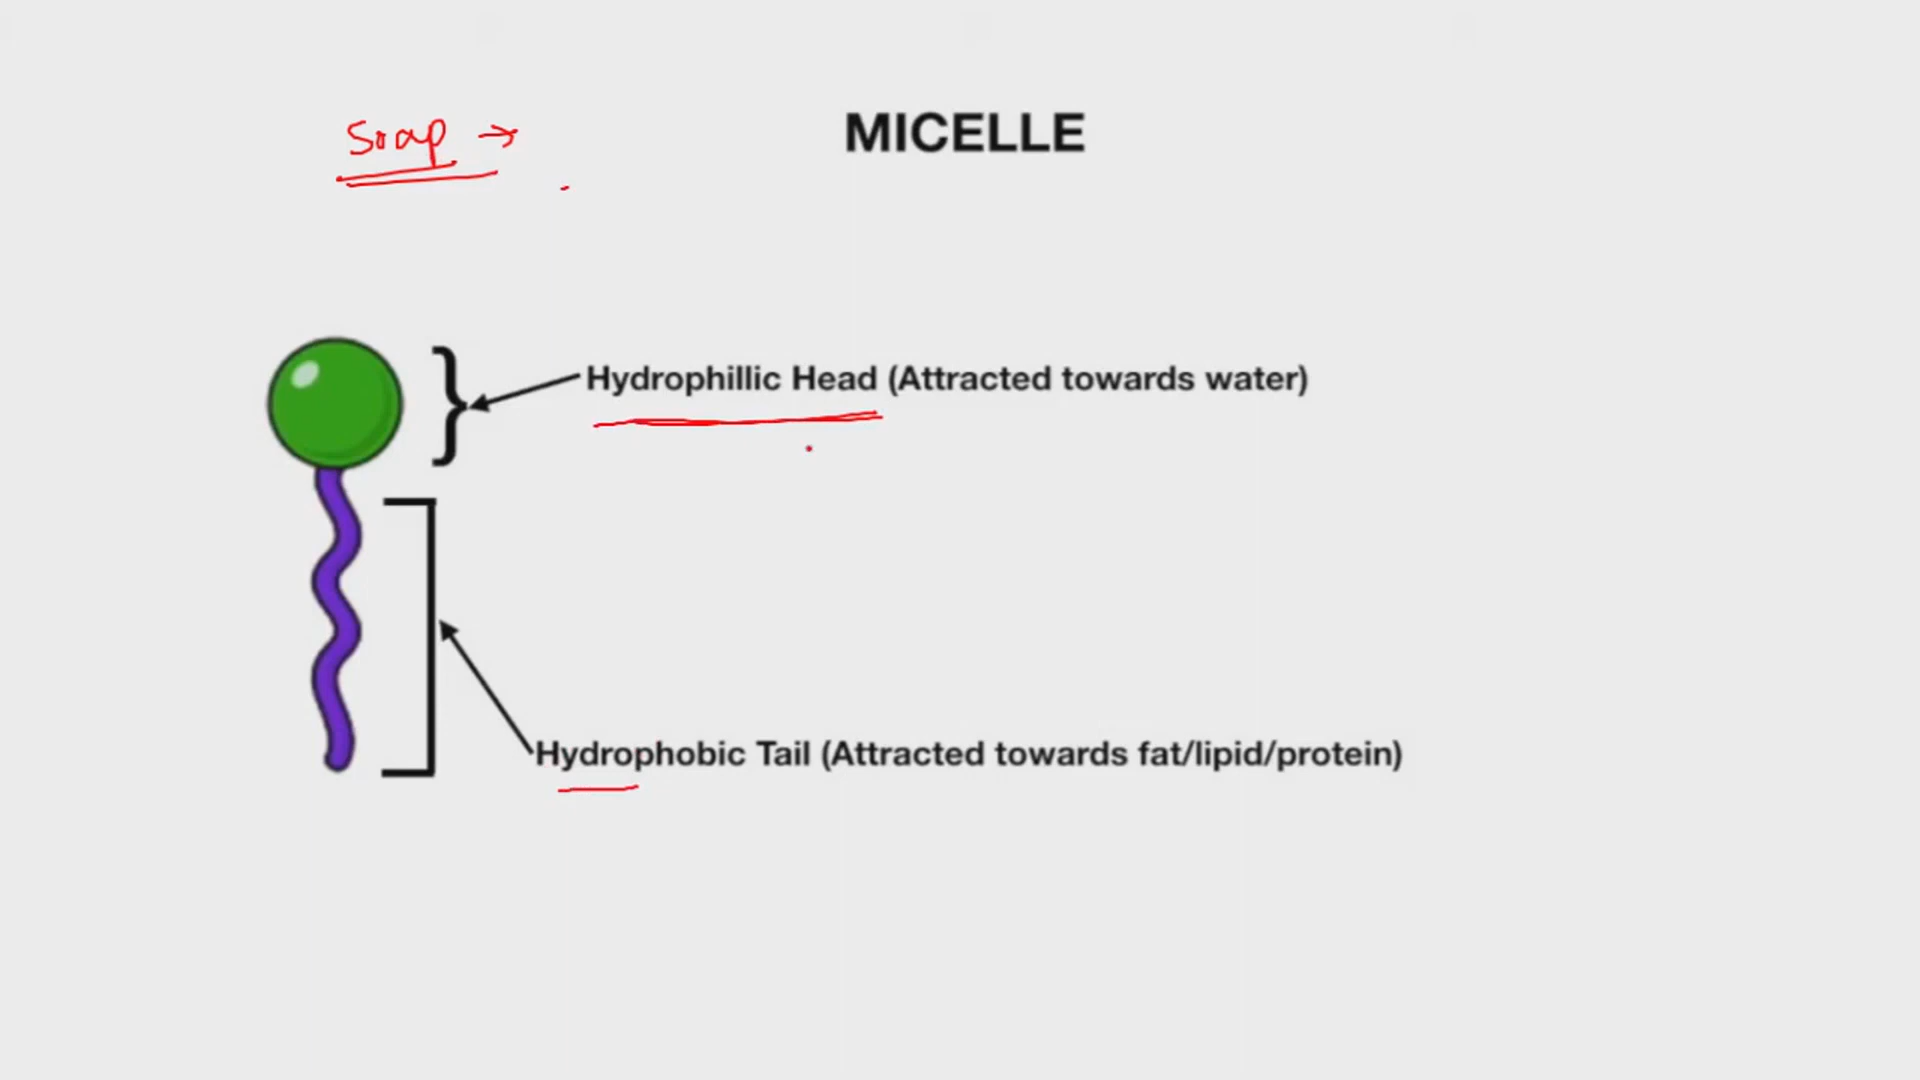 Soap →
MICELLE
Hydrophillic Head (Attracted towards water)
Hydrophobic Tail (Attracted towards fat/lipid/protein)